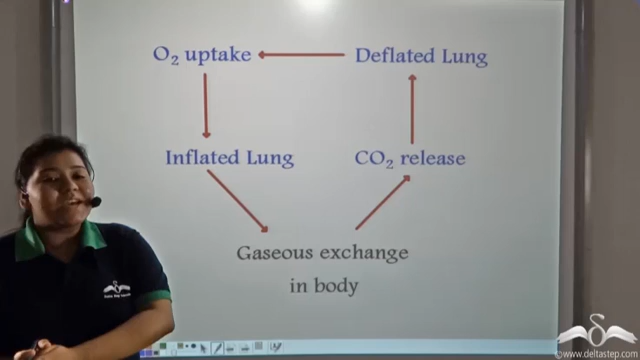 O₂ uptake
Deflated Lung
Inflated Lung
CO₂ release
Gaseous exchange
in body
©www.deltastep.com